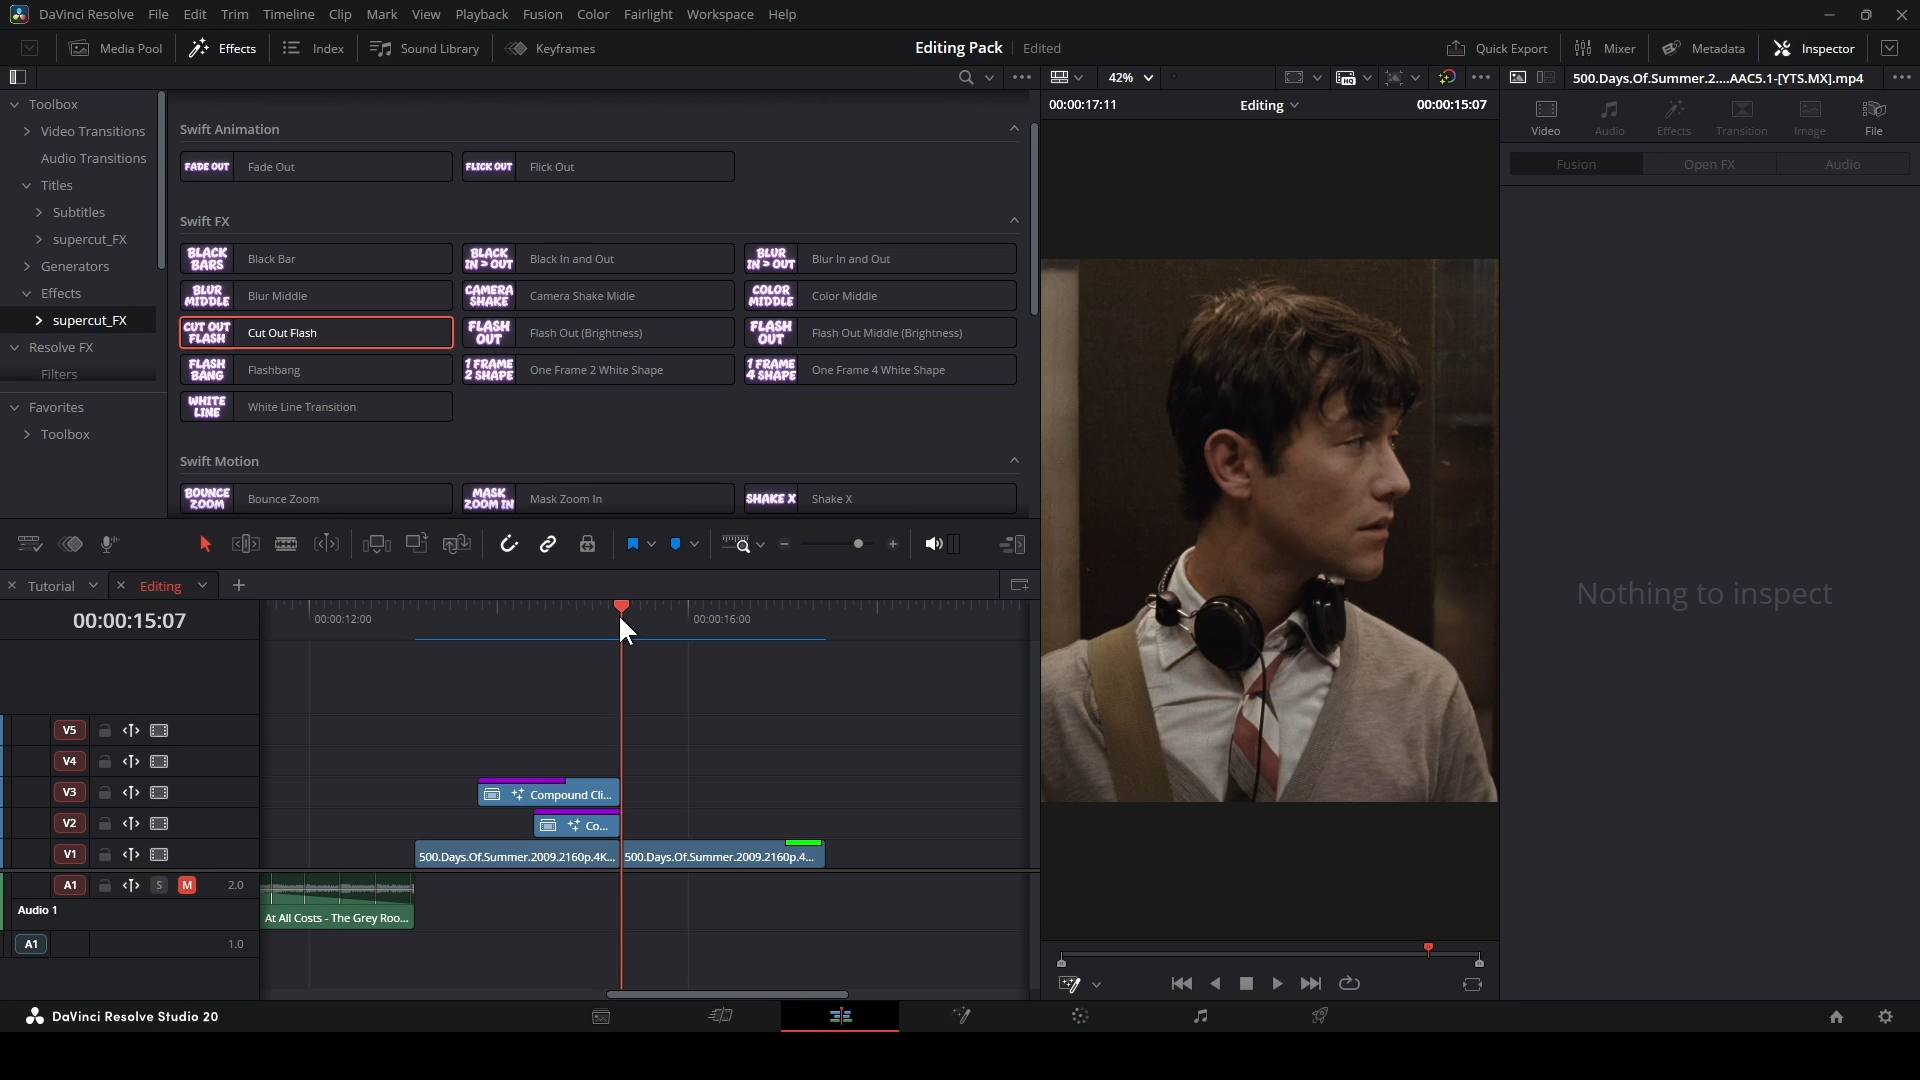 DaVinci Resolve File Edit Trim Timeline Clip Mark View Playback Fusion Color Fairlight Workspace Help
Media Pool Effects Index Sound Library Keyframes Editing Pack Edited Quick Export Mixer Metadata Inspector
42% 500.Days.Of.Summer.2....AAC5.1-[YTS.MX].mp4
00:00:17:11 Editing 00:00:15:07
Video Audio Effects Transition Image File
Fusion Open FX Audio
Nothing to inspect
Toolbox
Video Transitions
Audio Transitions
Titles
Subtitles
supercut_FX
Generators
Effects
supercut_FX
Resolve FX
Filters
Favorites
Toolbox
Swift Animation
FADE OUT Fade Out FLICK OUT Flick Out
Swift FX
BLACK BARS Black Bar BLACK IN > OUT Black In and Out BLUR IN > OUT Blur In and Out
BLUR MIDDLE Blur Middle CAMERA SHAKE Camera Shake Midle COLOR MIDDLE Color Middle
CUT OUT FLASH Cut Out Flash FLASH OUT Flash Out (Brightness) FLASH OUT Flash Out Middle (Brightness)
FLASH BANG Flashbang 1 FRAME 2 SHAPE One Frame 2 White Shape 1 FRAME 4 SHAPE One Frame 4 White Shape
WHITE LINE White Line Transition
Swift Motion
BOUNCE ZOOM Bounce Zoom MASK ZOOM IN Mask Zoom In SHAKE X Shake X
Tutorial Editing
00:00:15:07 00:00:12:00 00:00:16:00
V5
V4
V3 Compound Cli...
V2 Co...
V1 500.Days.Of.Summer.2009.2160p.4K... 500.Days.Of.Summer.2009.2160p.4...
A1 S M 2.0
Audio 1 At All Costs - The Grey Roo...
A1 1.0
DaVinci Resolve Studio 20